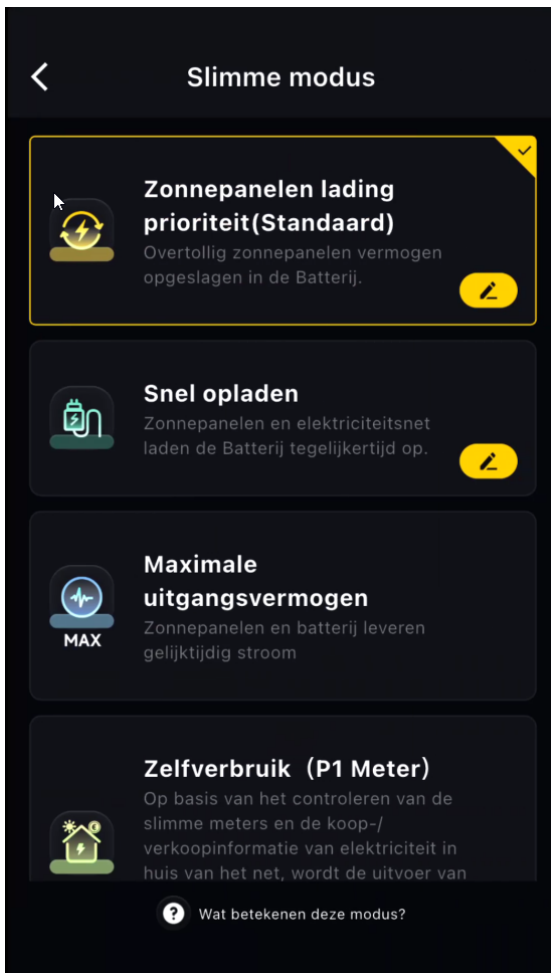 Slimme modus
Zonnepanelen lading
prioriteit(Standaard)
Overtollig zonnepanelen vermogen
opgeslagen in de Batterij.
Snel opladen
Zonnepanelen en elektriciteitsnet
laden de Batterij tegelijkertijd op.
Maximale
uitgangsvermogen
Zonnepanelen en batterij leveren
gelijktijdig stroom
MAX
Zelfverbruik（P1 Meter）
Op basis van het controleren van de
slimme meters en de koop-/
verkoopinformatie van elektriciteit in
huis van het net, wordt de uitvoer van
? Wat betekenen deze modus?